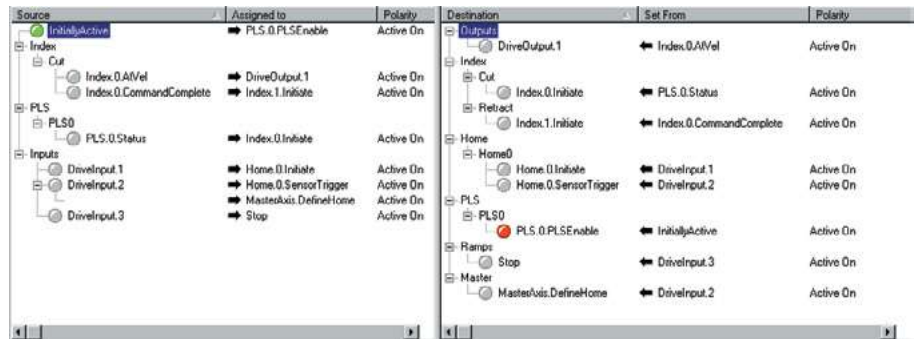 Source Assigned to Polarity
InitiallyActive PLS.0.PLSEnable Active On
Index
Cut
Index.0.AtVel DriveOutput.1 Active On
Index.0.CommandComplete Index.1.Initiate Active On
PLS
PLS0
PLS.0.Status Index.0.Initiate Active On
Inputs
DriveInput.1 Home.0.Initiate Active On
DriveInput.2 Home.0.SensorTrigger Active On
MasterAxis.DefineHome Active On
DriveInput.3 Stop Active On
Destination Set From Polarity
Outputs
DriveOutput.1 Index.0.AtVel Active On
Index
Cut
Index.0.Initiate PLS.0.Status Active On
Retract
Index.1.Initiate Index.0.CommandComplete Active On
Home
Home0
Home.0.Initiate DriveInput.1 Active On
Home.0.SensorTrigger DriveInput.2 Active On
PLS
PLS0
PLS.0.PLSEnable InitiallyActive Active On
Ramps
Stop DriveInput.3 Active On
Master
MasterAxis.DefineHome DriveInput.2 Active On